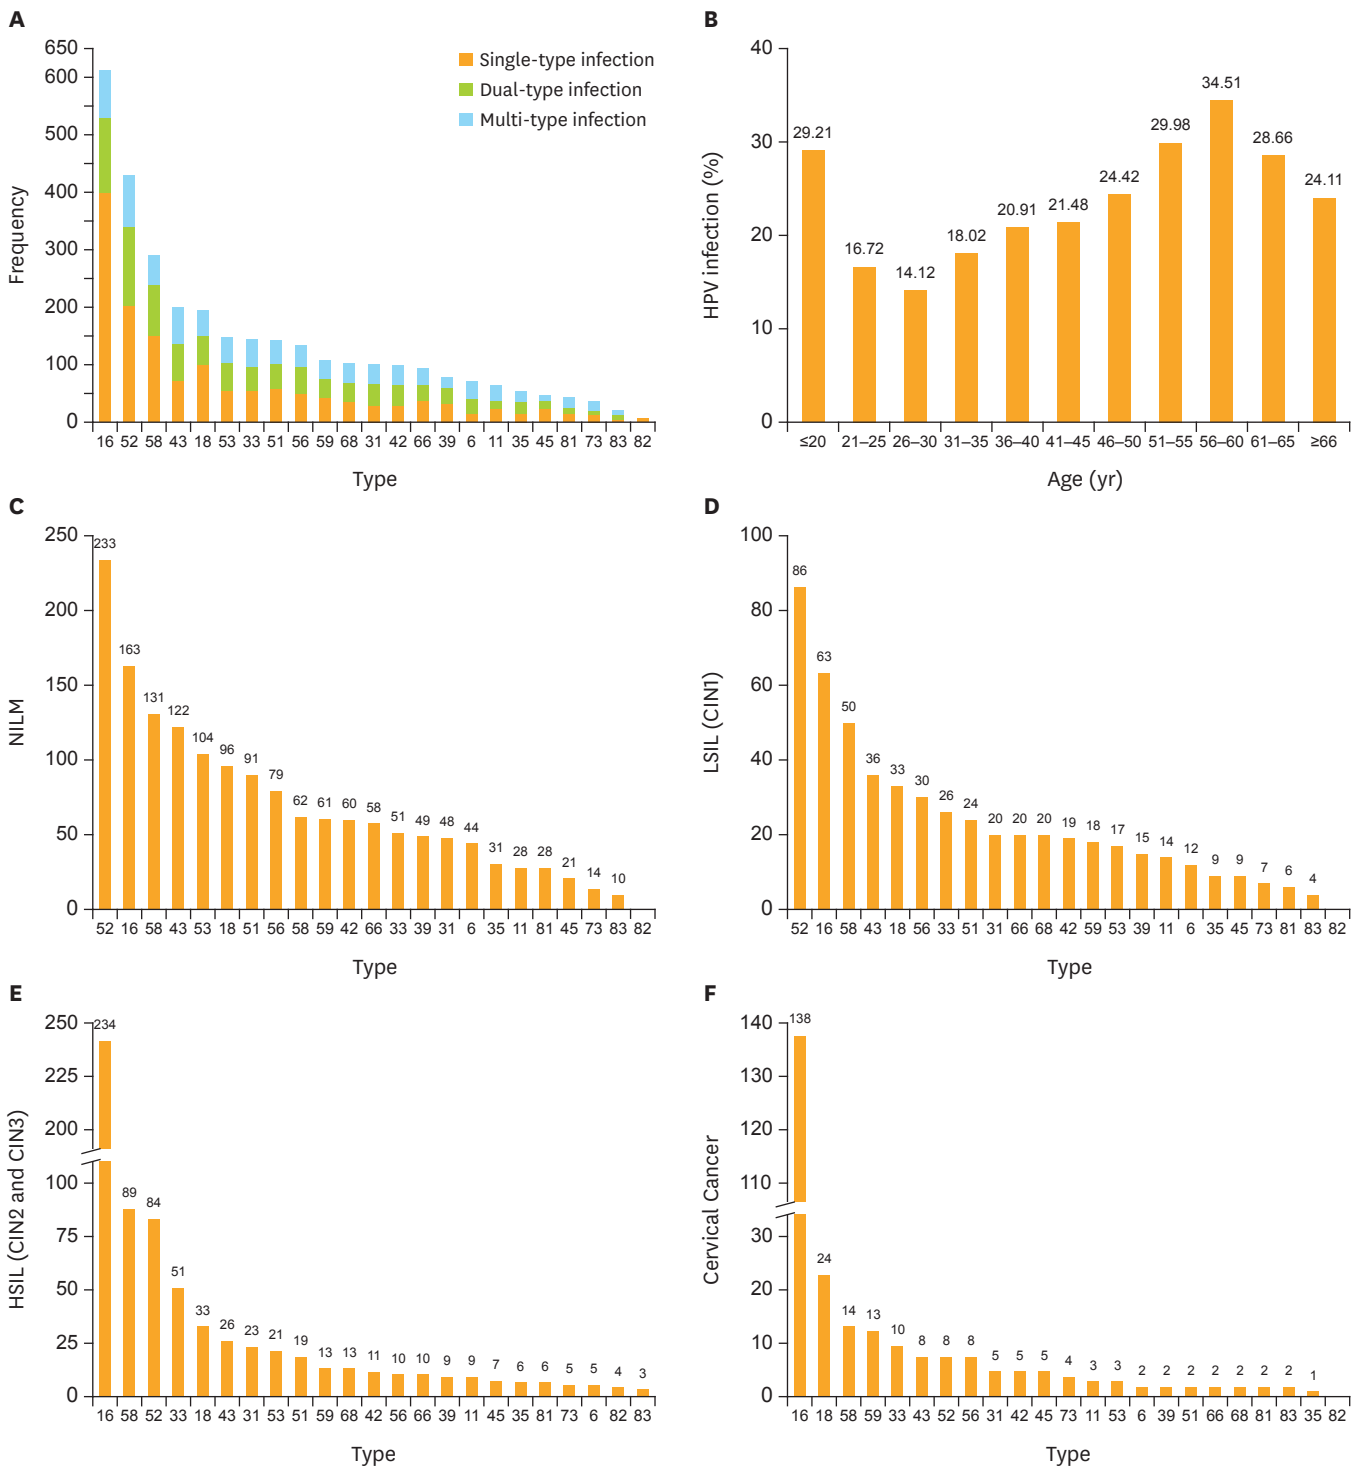 A
650
600
500
400
300
200
100
0
Frequency
Single-type infection
Dual-type infection
Multi-type infection
16 52 58 43 18 53 33 51 56 59 68 31 42 66 39 6 11 35 45 81 73 83 82
Type
B
40
30
20
10
0
HPV infection (%)
29.21 16.72 14.12 18.02 20.91 21.48 24.42 29.98 34.51 28.66 24.11
≤20 21–25 26–30 31–35 36–40 41–45 46–50 51–55 56–60 61–65 ≥66
Age (yr)
C
250
200
150
100
50
0
NILM
233 163 131 122 104 96 91 79 62 61 60 58 51 49 48 44 31 28 28 21 14 10
52 16 58 43 53 18 51 56 58 59 42 66 33 39 31 6 35 11 81 45 73 83 82
Type
D
100
80
60
40
20
0
LSIL (CIN1)
86 63 50 36 33 30 26 24 20 20 20 19 18 17 15 14 12 9 9 7 6 4
52 16 58 43 18 56 33 51 31 66 68 42 59 53 39 11 6 35 45 73 81 83 82
Type
E
250
225
200
100
75
50
25
0
HSIL (CIN2 and CIN3)
234 89 84 51 33 26 23 21 19 13 13 11 10 10 9 9 7 6 6 5 5 4 3
16 58 52 33 18 43 31 53 51 59 68 42 56 66 39 11 45 35 81 73 6 82 83
Type
F
140
130
120
110
30
20
10
0
Cervical Cancer
138 24 14 13 10 8 8 8 5 5 5 4 3 3 2 2 2 2 2 2 2 1
16 18 58 59 33 43 52 56 31 42 45 73 11 53 6 39 51 66 68 81 83 35 82
Type